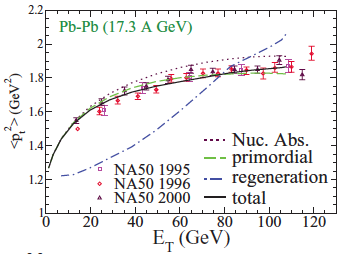 2.2
Pb-Pb (17.3 A GeV)
2
1.8
1.6
1.4
1.2
1
<p_t^2> (GeV^2)
Nuc. Abs.
primordial
regeneration
total
NA50 1995
NA50 1996
NA50 2000
0 20 40 60 80 100 120
E_T (GeV)